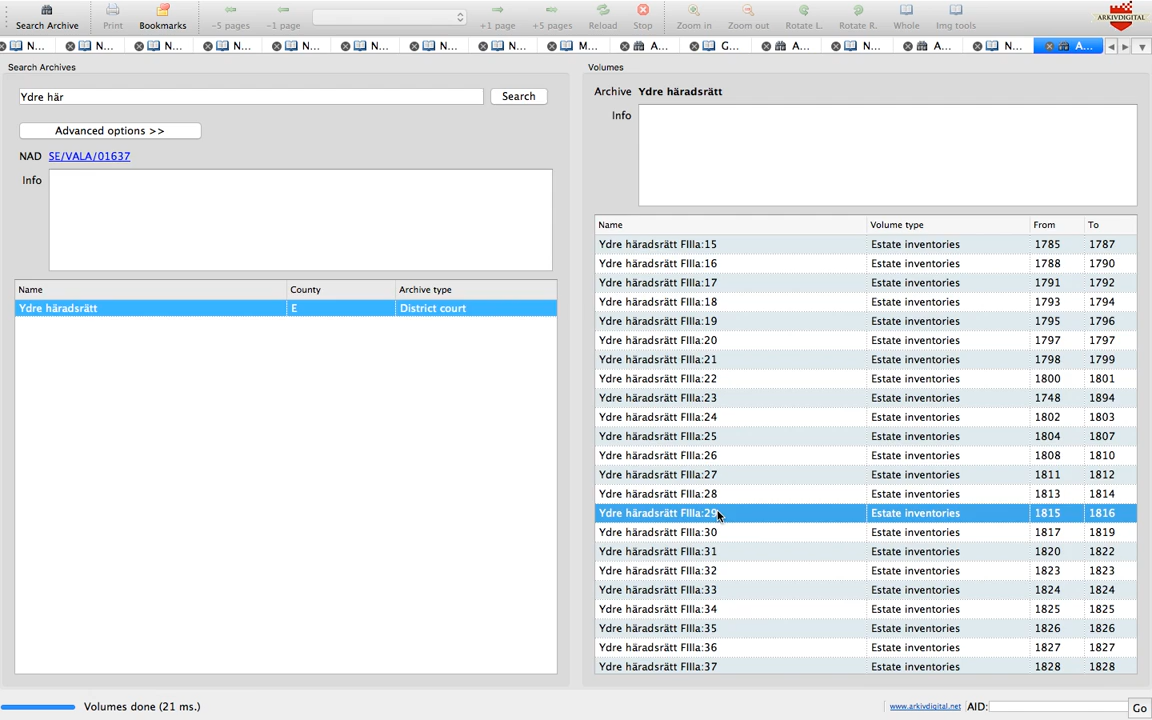 Search Archive Print Bookmarks -5 pages -1 page +1 page +5 pages Reload Stop Zoom in Zoom out Rotate L. Rotate R. Whole Img tools ARKIVDIGITAL
N... N... N... N... N... N... N... N... M... A... G... A... N... A... N... A...
Search Archives
Ydre här Search
Advanced options >>
NAD SE/VALA/01637
Info
Name County Archive type
Ydre häradsrätt E District court
Volumes
Archive Ydre häradsrätt
Info
Name Volume type From To
Ydre häradsrätt FIIIa:15 Estate inventories 1785 1787
Ydre häradsrätt FIIIa:16 Estate inventories 1788 1790
Ydre häradsrätt FIIIa:17 Estate inventories 1791 1792
Ydre häradsrätt FIIIa:18 Estate inventories 1793 1794
Ydre häradsrätt FIIIa:19 Estate inventories 1795 1796
Ydre häradsrätt FIIIa:20 Estate inventories 1797 1797
Ydre häradsrätt FIIIa:21 Estate inventories 1798 1799
Ydre häradsrätt FIIIa:22 Estate inventories 1800 1801
Ydre häradsrätt FIIIa:23 Estate inventories 1748 1894
Ydre häradsrätt FIIIa:24 Estate inventories 1802 1803
Ydre häradsrätt FIIIa:25 Estate inventories 1804 1807
Ydre häradsrätt FIIIa:26 Estate inventories 1808 1810
Ydre häradsrätt FIIIa:27 Estate inventories 1811 1812
Ydre häradsrätt FIIIa:28 Estate inventories 1813 1814
Ydre häradsrätt FIIIa:29 Estate inventories 1815 1816
Ydre häradsrätt FIIIa:30 Estate inventories 1817 1819
Ydre häradsrätt FIIIa:31 Estate inventories 1820 1822
Ydre häradsrätt FIIIa:32 Estate inventories 1823 1823
Ydre häradsrätt FIIIa:33 Estate inventories 1824 1824
Ydre häradsrätt FIIIa:34 Estate inventories 1825 1825
Ydre häradsrätt FIIIa:35 Estate inventories 1826 1826
Ydre häradsrätt FIIIa:36 Estate inventories 1827 1827
Ydre häradsrätt FIIIa:37 Estate inventories 1828 1828
Volumes done (21 ms.) www.arkivdigital.net AID: Go